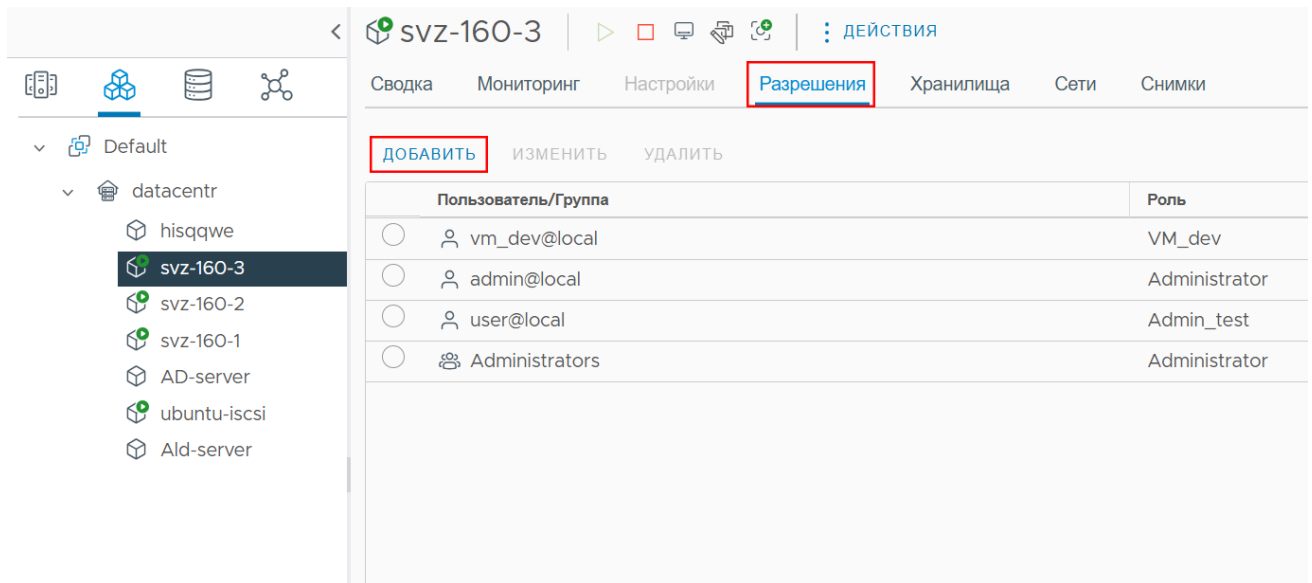 svz-160-3
ДЕЙСТВИЯ
Сводка Мониторинг Настройки Разрешения Хранилища Сети Снимки
Default
datacentr
hisqqwe
svz-160-3
svz-160-2
svz-160-1
AD-server
ubuntu-iscsi
Ald-server
ДОБАВИТЬ ИЗМЕНИТЬ УДАЛИТЬ
Пользователь/Группа Роль
vm_dev@local VM_dev
admin@local Administrator
user@local Admin_test
Administrators Administrator